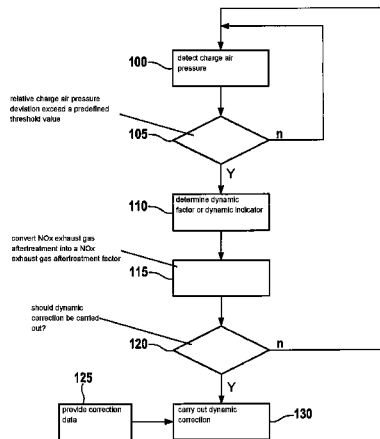 100
detect charge air
pressure
relative charge air pressure
deviation exceed a predefined
threshold value
105
n
Y
110
determine dynamic
factor or dynamic indicator
convert NOx exhaust gas
aftertreatment into a NOx
exhaust gas aftertreatment factor
115
should dynamic
correction be carried
out?
120
n
Y
125
provide correction
data
carry out dynamic
correction
130